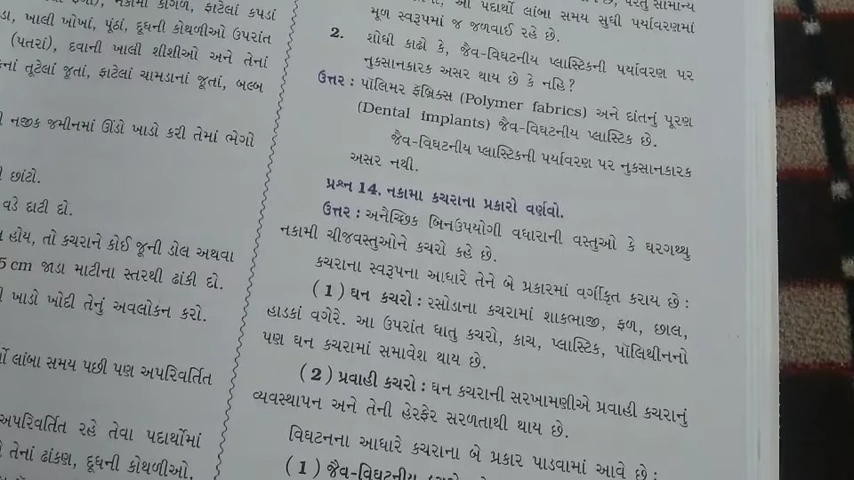 નકામા કાગળ, ફાટેલાં કપડાં
ખાલી ખોખાં, પૂંઠાં, દૂધની કોથળીઓ ઉપરાંત
(પતરાં), દવાની ખાલી શીશીઓ અને તેનાં
તૂટેલાં જૂતાં, ફાટેલાં ચામડાનાં જૂતાં, બલ્બ
નજીક જમીનમાં ઊંડો ખાડો કરી તેમાં ભેગો
છાંટો.
વડે દાટી દો.
હોય, તો કચરાને કોઈ જૂની ડોલ અથવા
5 cm જાડા માટીના સ્તરથી ઢાંકી દો.
ખાડો ખોદી તેનું અવલોકન કરો.
લાંબા સમય પછી પણ અપરિવર્તિત
અપરિવર્તિત રહે તેવા પદાર્થોમાં
તેનાં ઢાંકણ, દૂધની કોથળીઓ,
પરંતુ સામાન્ય
આ પદાર્થો લાંબા સમય સુધી પર્યાવરણમાં
મૂળ સ્વરૂપમાં જ જળવાઈ રહે છે.
2. શોધી કાઢો કે, જૈવ-વિઘટનીય પ્લાસ્ટિકની પર્યાવરણ પર
નુકસાનકારક અસર થાય છે કે નહિ?
ઉત્તર : પૉલિમર ફૅબ્રિક્સ (Polymer fabrics) અને દાંતનું પૂરણ
(Dental implants) જૈવ-વિઘટનીય પ્લાસ્ટિક છે.
જૈવ-વિઘટનીય પ્લાસ્ટિકની પર્યાવરણ પર નુકસાનકારક
અસર નથી.
પ્રશ્ન 14. નકામા કચરાના પ્રકારો વર્ણવો.
ઉત્તર : અનૈચ્છિક બિનઉપયોગી વધારાની વસ્તુઓ કે ઘરગથ્થુ
નકામી ચીજવસ્તુઓને કચરો કહે છે.
કચરાના સ્વરૂપના આધારે તેને બે પ્રકારમાં વર્ગીકૃત કરાય છે :
(1) ઘન કચરો : રસોડાના કચરામાં શાકભાજી, ફળ, છાલ,
હાડકાં વગેરે. આ ઉપરાંત ધાતુ કચરો, કાચ, પ્લાસ્ટિક, પૉલિથીનનો
પણ ઘન કચરામાં સમાવેશ થાય છે.
(2) પ્રવાહી કચરો : ઘન કચરાની સરખામણીએ પ્રવાહી કચરાનું
વ્યવસ્થાપન અને તેની હેરફેર સરળતાથી થાય છે.
વિઘટનના આધારે કચરાના બે પ્રકાર પાડવામાં આવે છે :
(1) જૈવ-વિઘટનીય